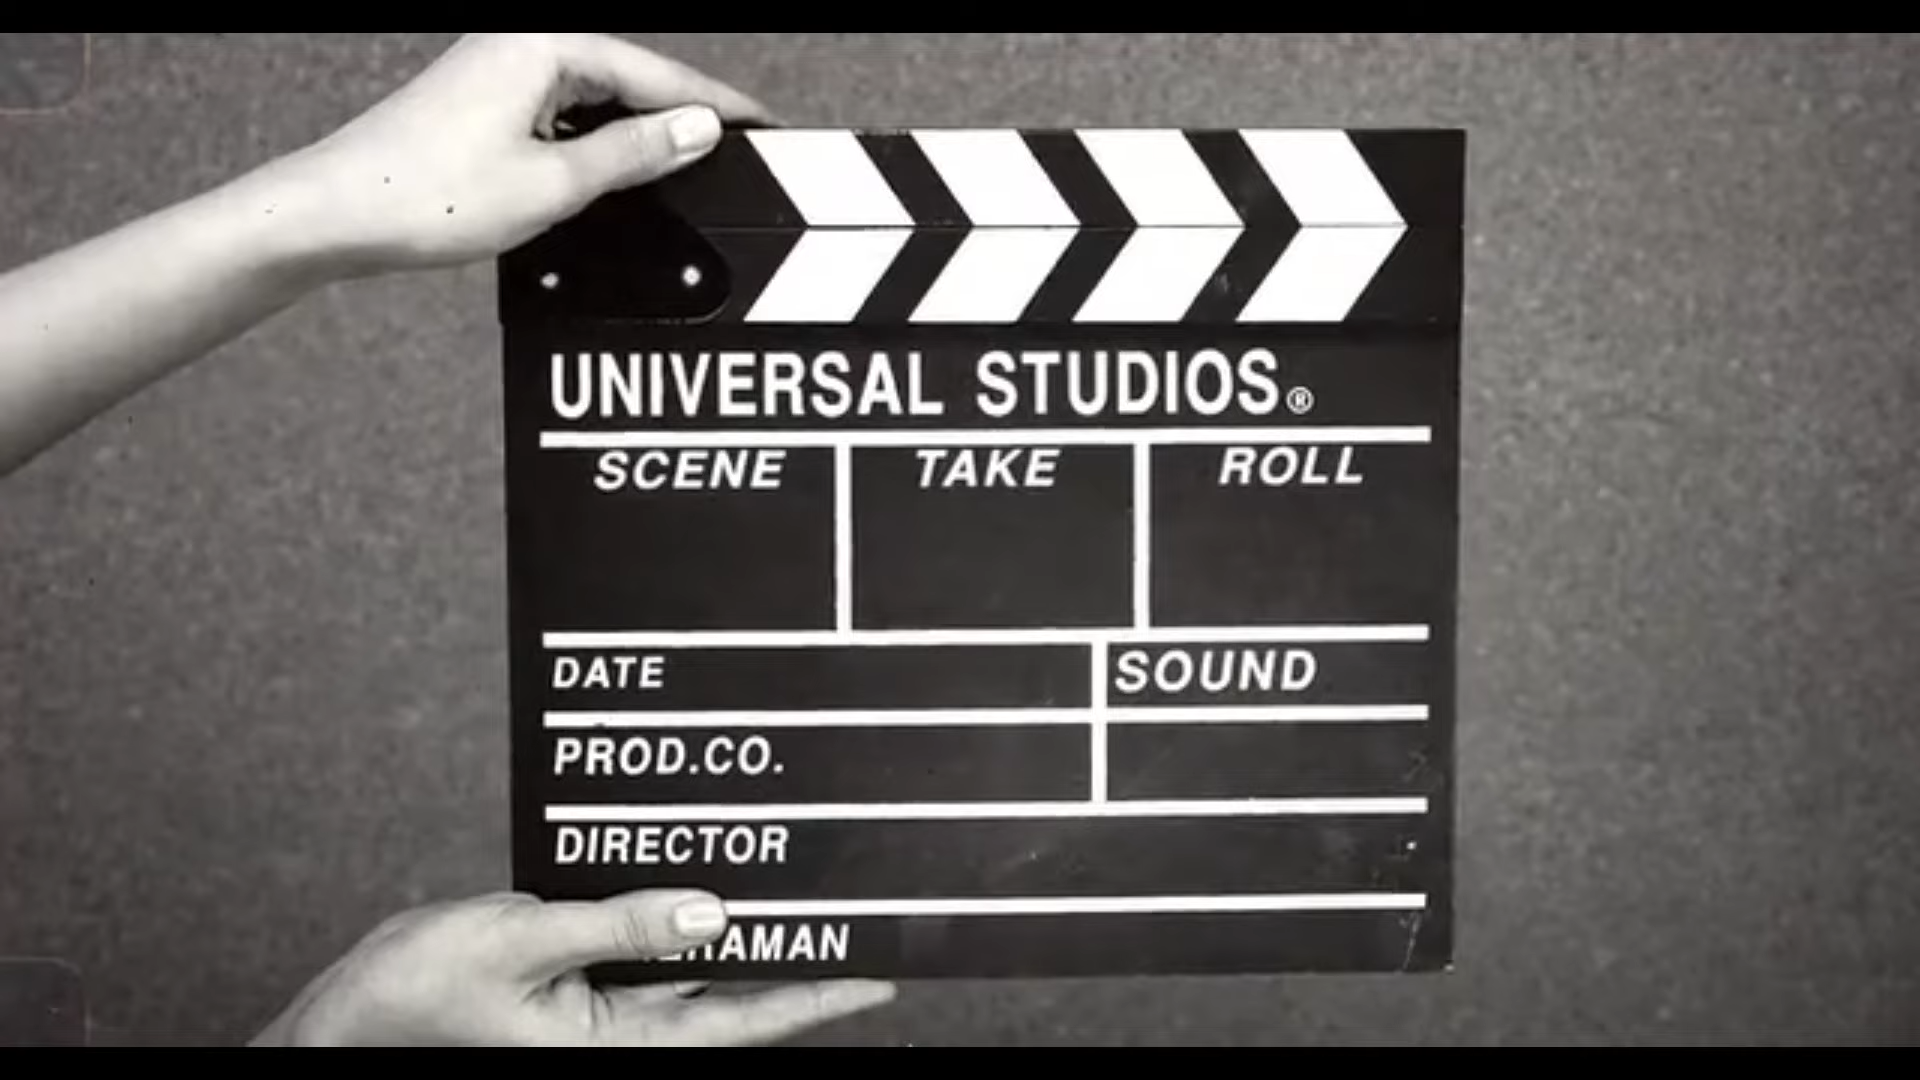 UNIVERSAL STUDIOS®
SCENE TAKE ROLL
DATE SOUND
PROD.CO.
DIRECTOR